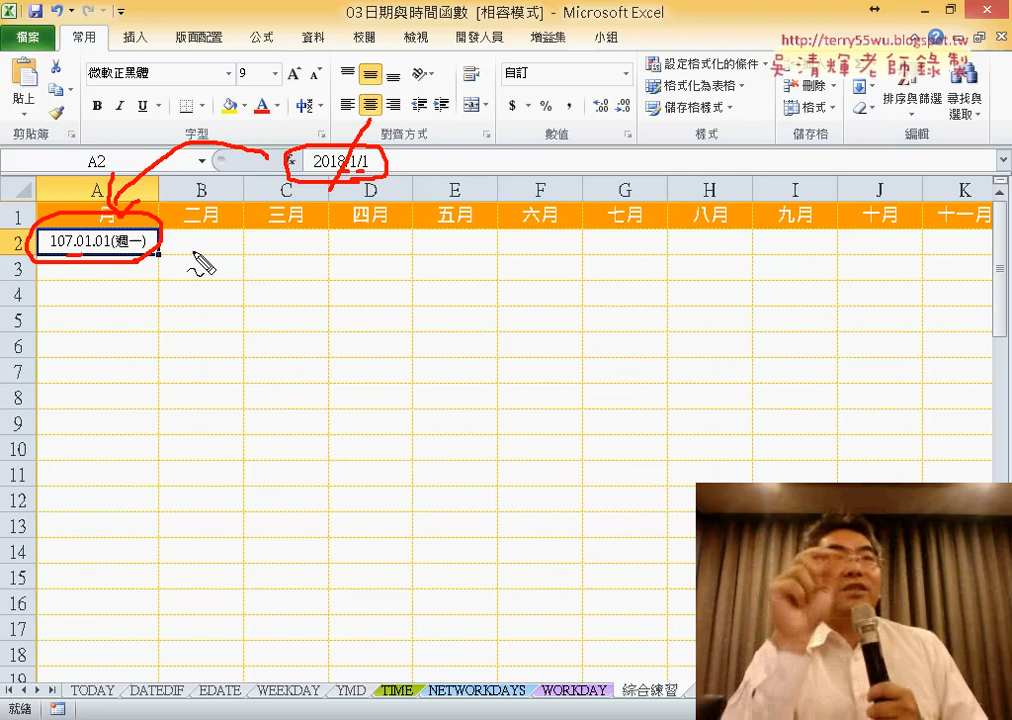 03日期與時間函數 [相容模式] - Microsoft Excel
檔案 常用 插入 版面配置 公式 資料 校閱 檢視 開發人員 增益集 小組
http://terry55wu.blogspot.tw
吳清輝老師錄製
貼上 微軟正黑體 9 自訂 設定格式化的條件 刪除 排序與篩選 尋找與選取
格式化為表格
B I U 中 $ % , 儲存格樣式 格式
剪貼簿 字型 對齊方式 數值 樣式 儲存格 編輯
A2 fx 2018/1/1
A B C D E F G H I J K
1 月 二月 三月 四月 五月 六月 七月 八月 九月 十月 十一月
2 107.01.01(週一)
3
4
5
6
7
8
9
10
11
12
13
14
15
16
17
18
19
TODAY DATEDIF EDATE WEEKDAY YMD TIME NETWORKDAYS WORKDAY 綜合練習
就緒